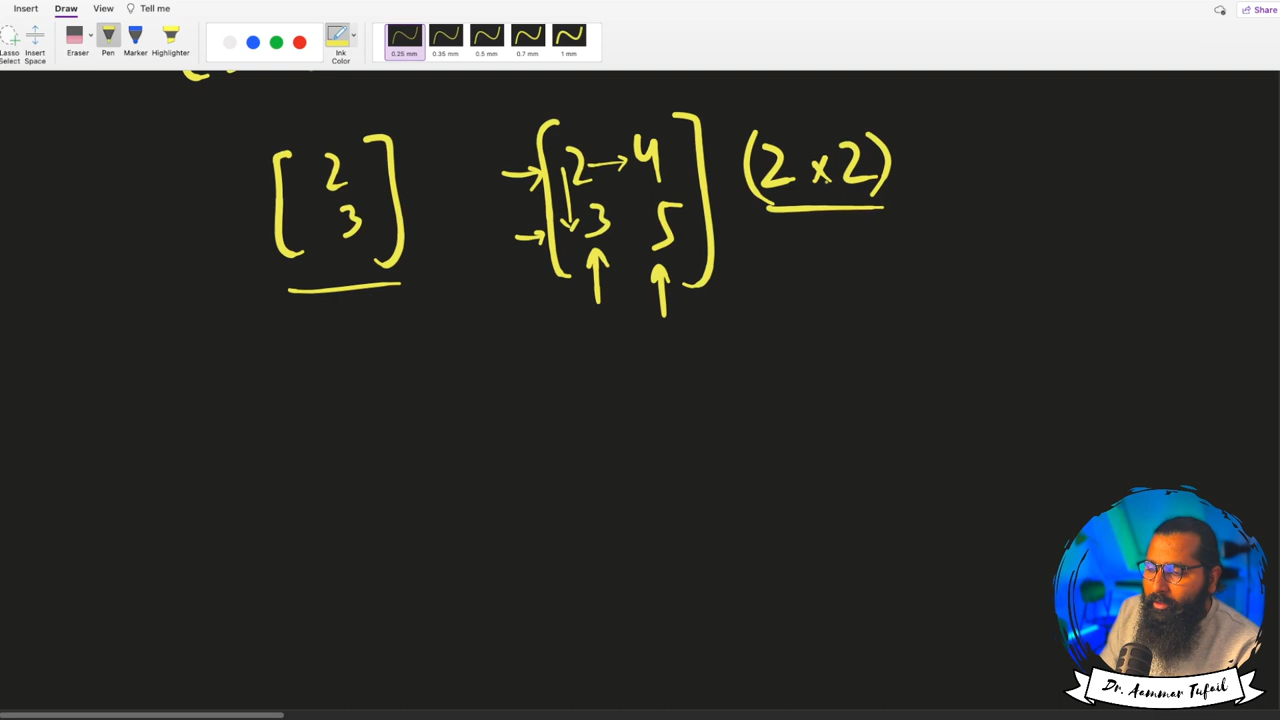 Insert Draw View Tell me
Share
Lasso Select
Insert Space
Eraser
Pen
Marker
Highlighter
Ink Color
0.25 mm
0.35 mm
0.5 mm
0.7 mm
1 mm
2
3
2 → 4
3 5
(2 × 2)
Dr. Aammar Tufail